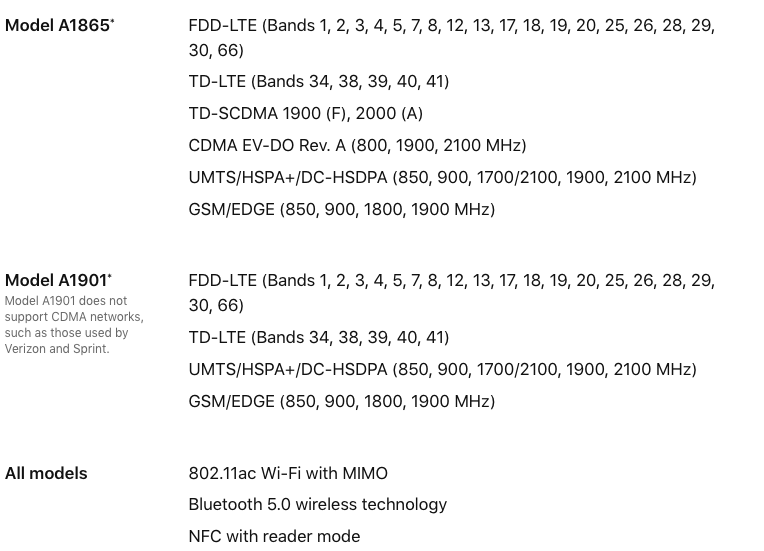 Model A1865*
FDD-LTE (Bands 1, 2, 3, 4, 5, 7, 8, 12, 13, 17, 18, 19, 20, 25, 26, 28, 29,
30, 66)
TD-LTE (Bands 34, 38, 39, 40, 41)
TD-SCDMA 1900 (F), 2000 (A)
CDMA EV-DO Rev. A (800, 1900, 2100 MHz)
UMTS/HSPA+/DC-HSDPA (850, 900, 1700/2100, 1900, 2100 MHz)
GSM/EDGE (850, 900, 1800, 1900 MHz)
Model A1901*
Model A1901 does not
support CDMA networks,
such as those used by
Verizon and Sprint.
FDD-LTE (Bands 1, 2, 3, 4, 5, 7, 8, 12, 13, 17, 18, 19, 20, 25, 26, 28, 29,
30, 66)
TD-LTE (Bands 34, 38, 39, 40, 41)
UMTS/HSPA+/DC-HSDPA (850, 900, 1700/2100, 1900, 2100 MHz)
GSM/EDGE (850, 900, 1800, 1900 MHz)
All models
802.11ac Wi-Fi with MIMO
Bluetooth 5.0 wireless technology
NFC with reader mode